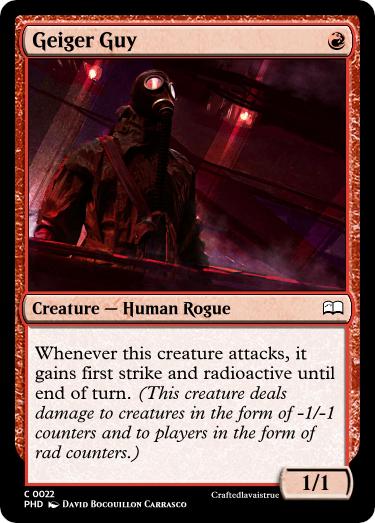 Geiger Guy
Creature — Human Rogue
Whenever this creature attacks, it
gains first strike and radioactive until
end of turn. (This creature deals
damage to creatures in the form of -1/-1
counters and to players in the form of
rad counters.)
1/1
C 0022
PHD DAVID BOCOUILLON CARRASCO
Craftedlavaistrue